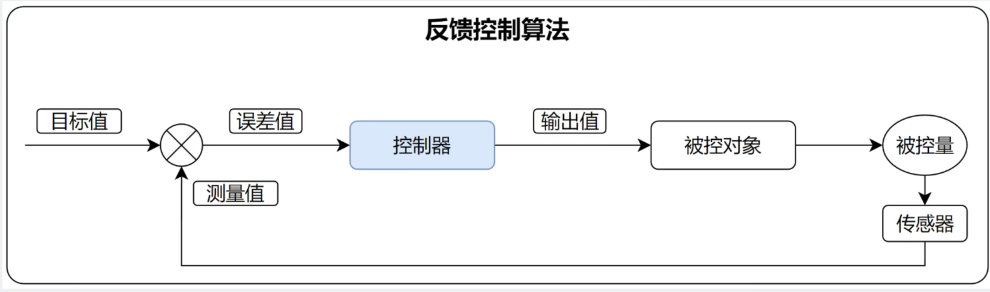 反馈控制算法
目标值
误差值
控制器
输出值
被控对象
被控量
测量值
传感器